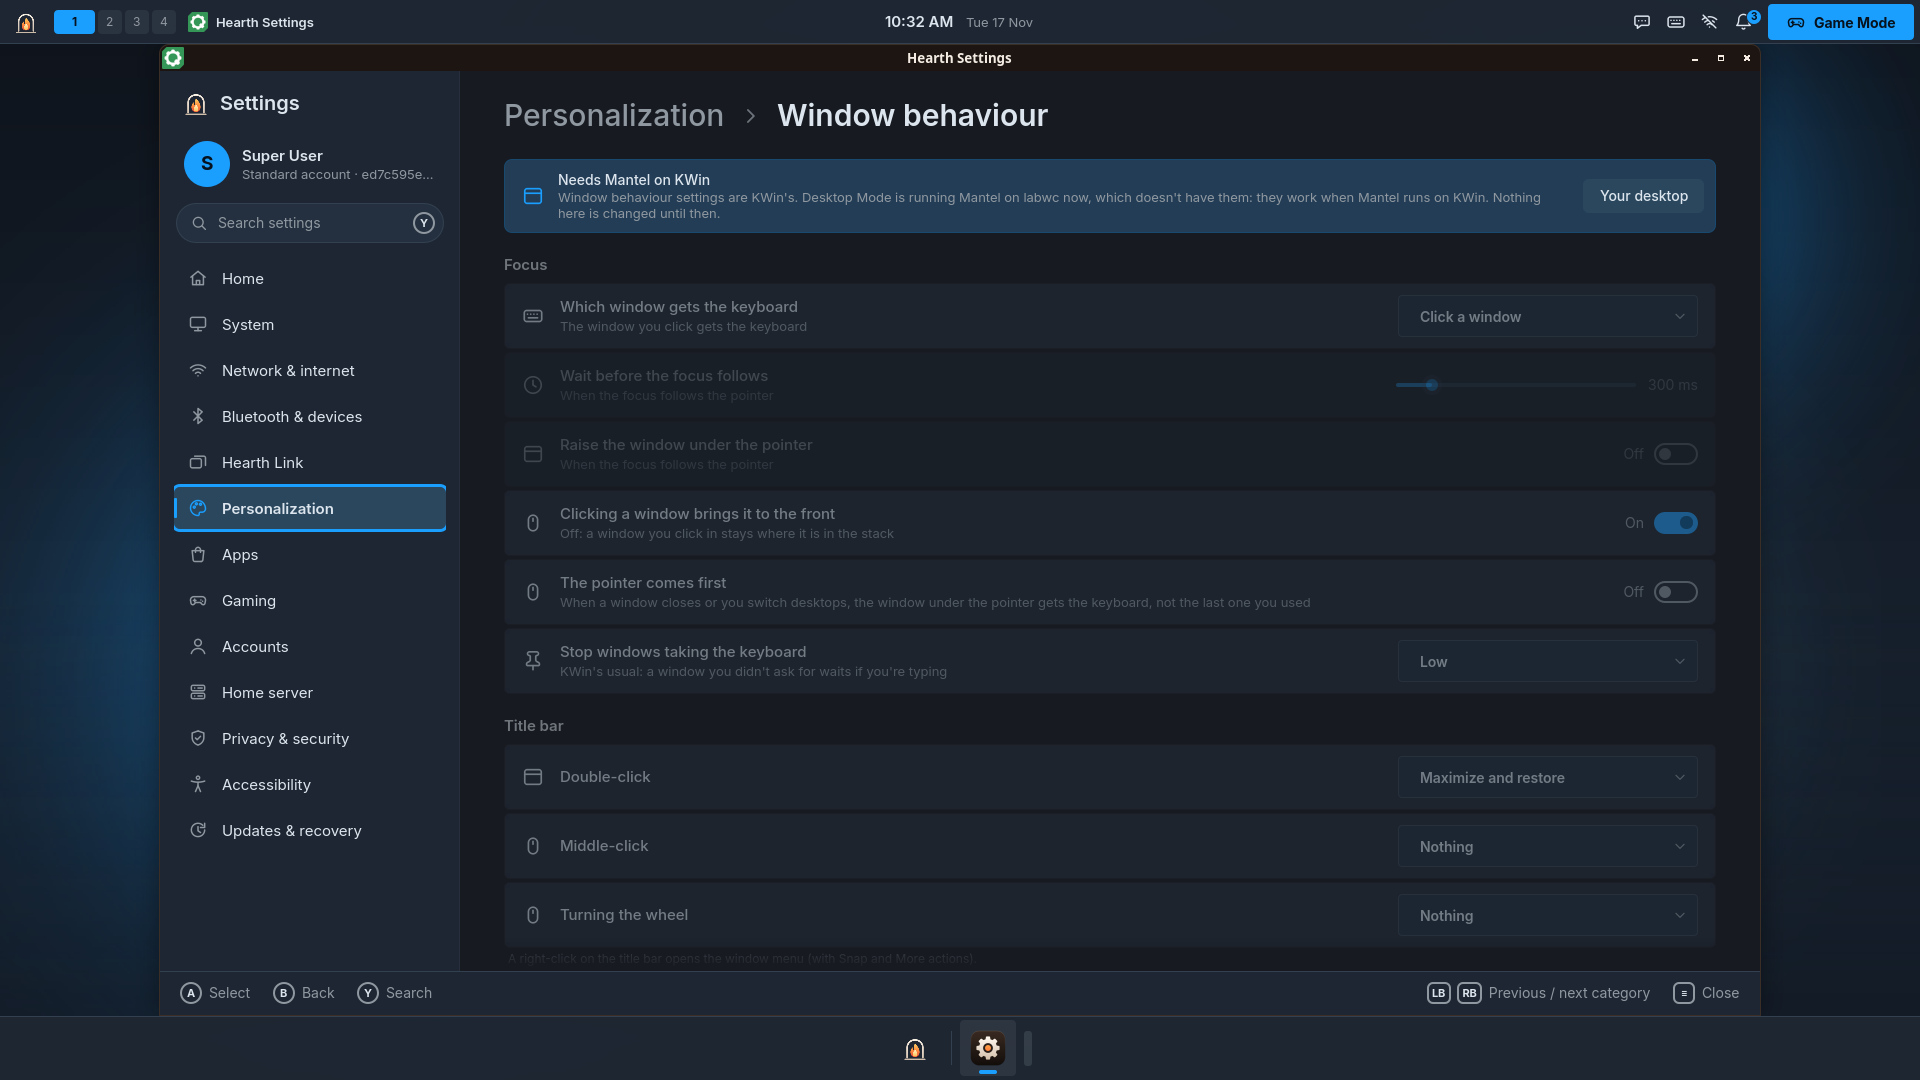 1 2 3 4 Hearth Settings 10:32 AM Tue 17 Nov 3 Game Mode
Hearth Settings
Settings
S Super User
Standard account · ed7c595e...
Search settings Y
Home
System
Network & internet
Bluetooth & devices
Hearth Link
Personalization
Apps
Gaming
Accounts
Home server
Privacy & security
Accessibility
Updates & recovery
Personalization > Window behaviour
Needs Mantel on KWin
Window behaviour settings are KWin's. Desktop Mode is running Mantel on labwc now, which doesn't have them: they work when Mantel runs on KWin. Nothing
here is changed until then.
Your desktop
Focus
Which window gets the keyboard
The window you click gets the keyboard
Click a window
Wait before the focus follows
When the focus follows the pointer
300 ms
Raise the window under the pointer
When the focus follows the pointer
Off
Clicking a window brings it to the front
Off: a window you click in stays where it is in the stack
On
The pointer comes first
When a window closes or you switch desktops, the window under the pointer gets the keyboard, not the last one you used
Off
Stop windows taking the keyboard
KWin's usual: a window you didn't ask for waits if you're typing
Low
Title bar
Double-click
Maximize and restore
Middle-click
Nothing
Turning the wheel
Nothing
A right-click on the title bar opens the window menu (with Snap and More actions).
A Select B Back Y Search LB RB Previous / next category Close